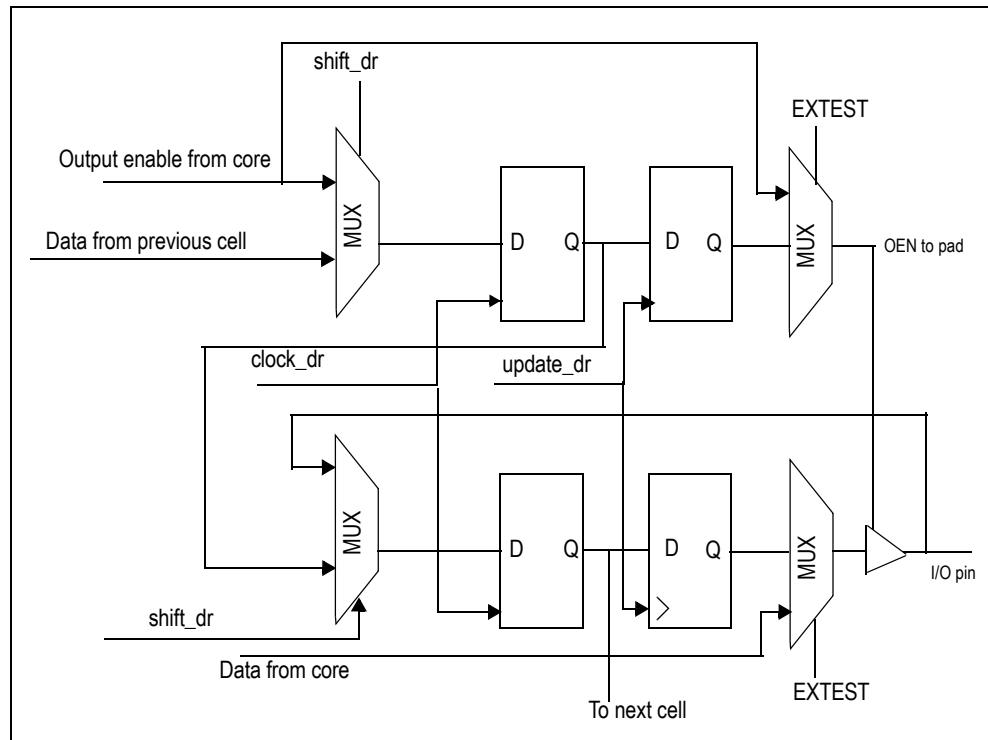 shift_dr
EXTEST
Output enable from core
MUX
MUX
D Q
D Q
Data from previous cell
OEN to pad
clock_dr
update_dr
MUX
MUX
D Q
D Q
I/O pin
shift_dr
Data from core
EXTEST
To next cell